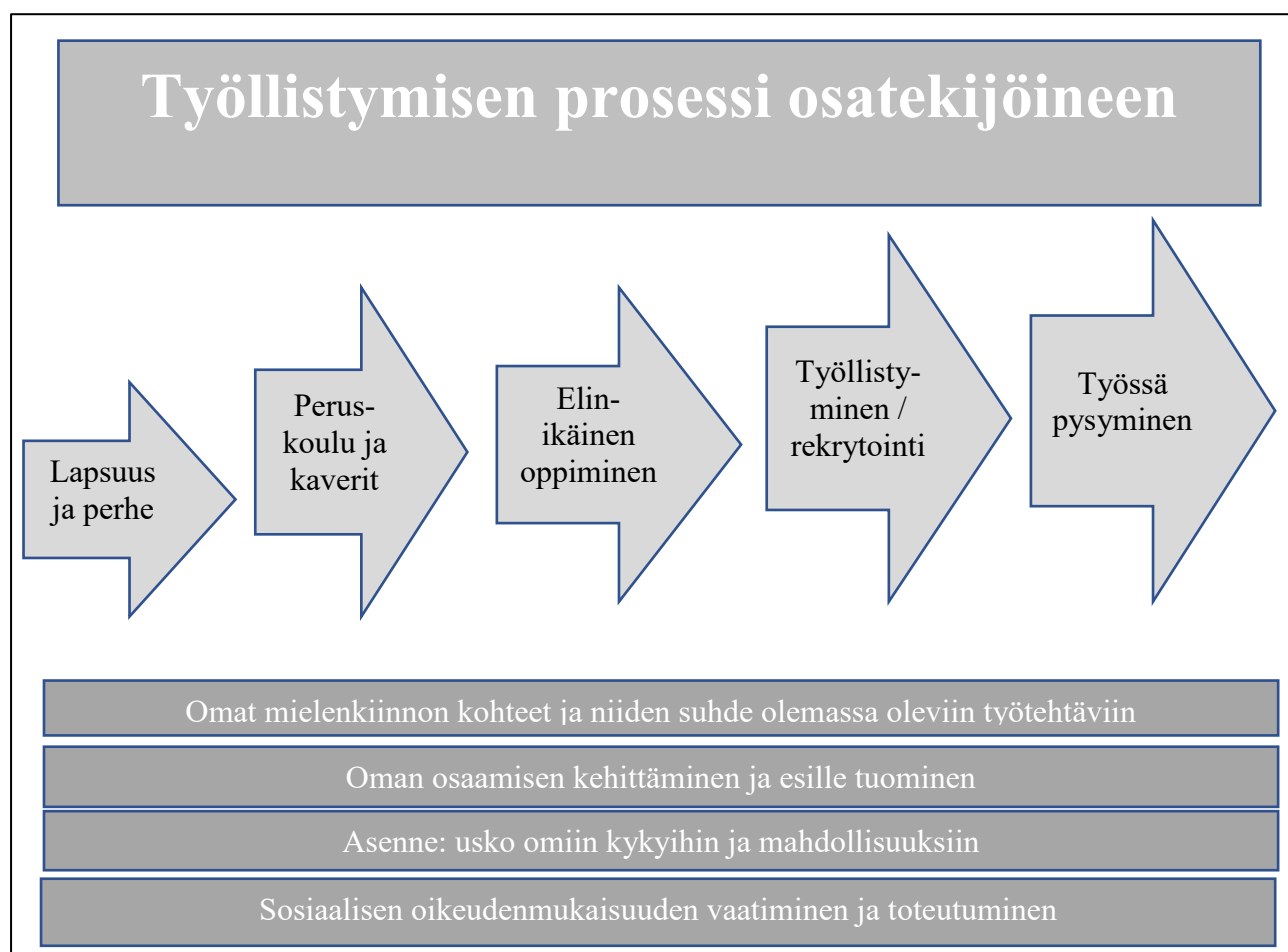 Työllistymisen prosessi osatekijöineen
Lapsuus
ja perhe
Perus-
koulu ja
kaverit
Elin-
ikäinen
oppiminen
Työllisty-
minen /
rekrytointi
Työssä
pysyminen
Omat mielenkiinnon kohteet ja niiden suhde olemassa oleviin työtehtäviin
Oman osaamisen kehittäminen ja esille tuominen
Asenne: usko omiin kykyihin ja mahdollisuuksiin
Sosiaalisen oikeudenmukaisuuden vaatiminen ja toteutuminen